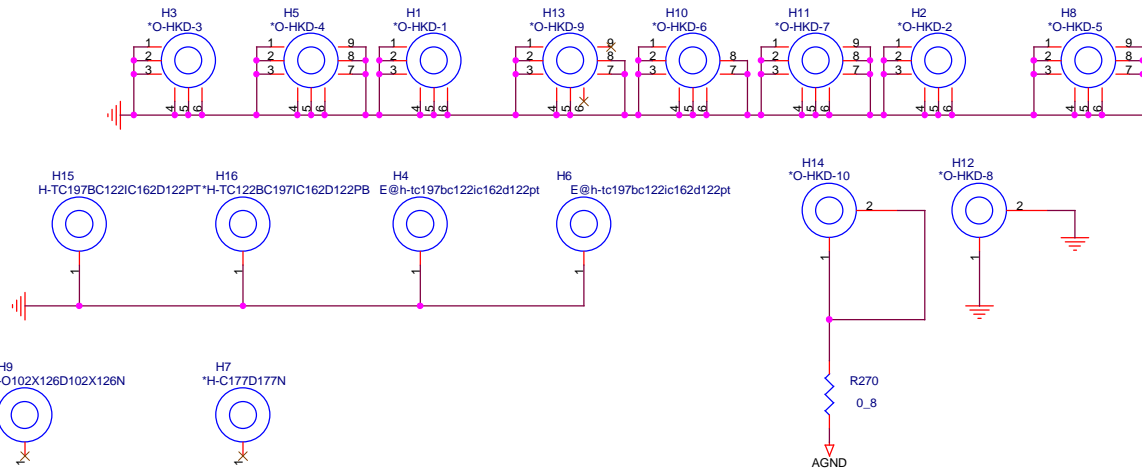 H3 H5 H1 H13 H10 H11 H2 H8
*O-HKD-3 *O-HKD-4 *O-HKD-1 *O-HKD-9 *O-HKD-6 *O-HKD-7 *O-HKD-2 *O-HKD-5
1 1 9 1 1 9 1 1 9 1 1 9
2 2 8 2 2 8 2 8 2 8 2 2 8
3 3 7 3 3 7 3 7 3 7 3 3 7
4 5 6 4 5 6 4 5 6 4 5 6 4 5 6 4 5 6 4 5 6 4 5 6
H15 H16 H4 H6 H14 H12
H-TC197BC122IC162D122PT *H-TC122BC197IC162D122PB E@h-tc197bc122ic162d122pt E@h-tc197bc122ic162d122pt *O-HKD-10 *O-HKD-8
2 2
1 1 1 1 1 1
H9 H7
-O102X126D102X126N *H-C177D177N
R270
0_8
1 1
AGND